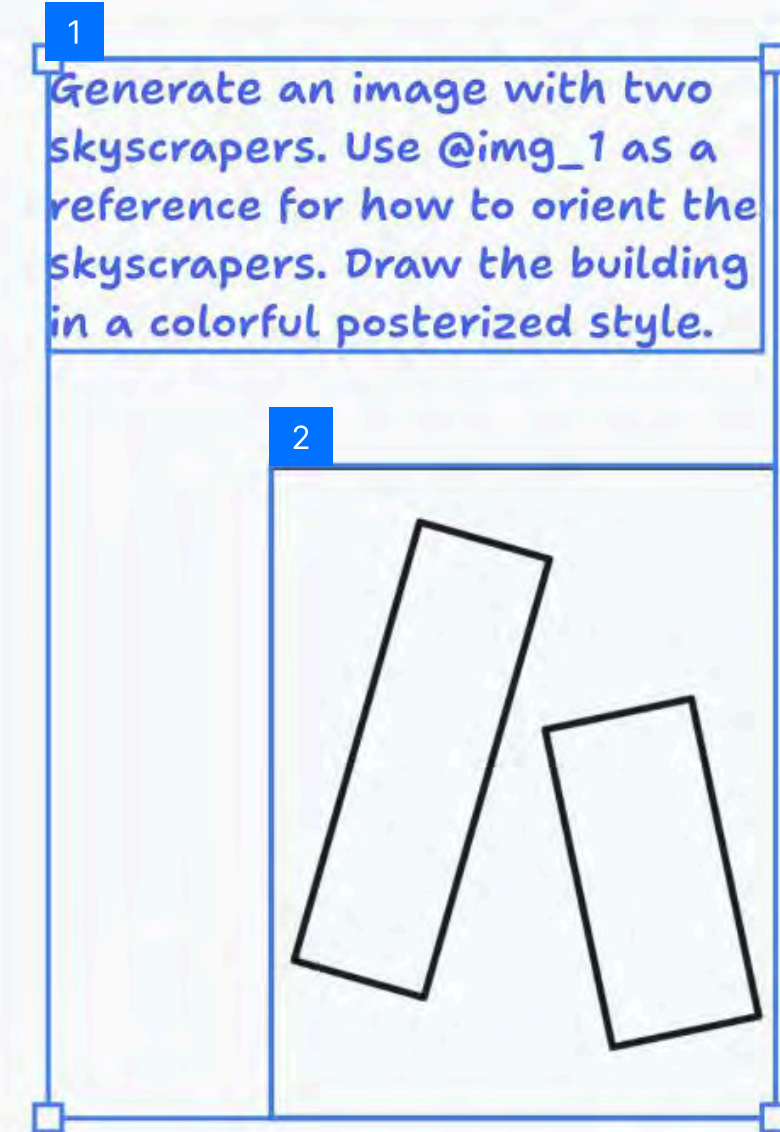 1
Generate an image with two
skyscrapers. Use @img_1 as a
reference for how to orient the
skyscrapers. Draw the building
in a colorful posterized style.
2